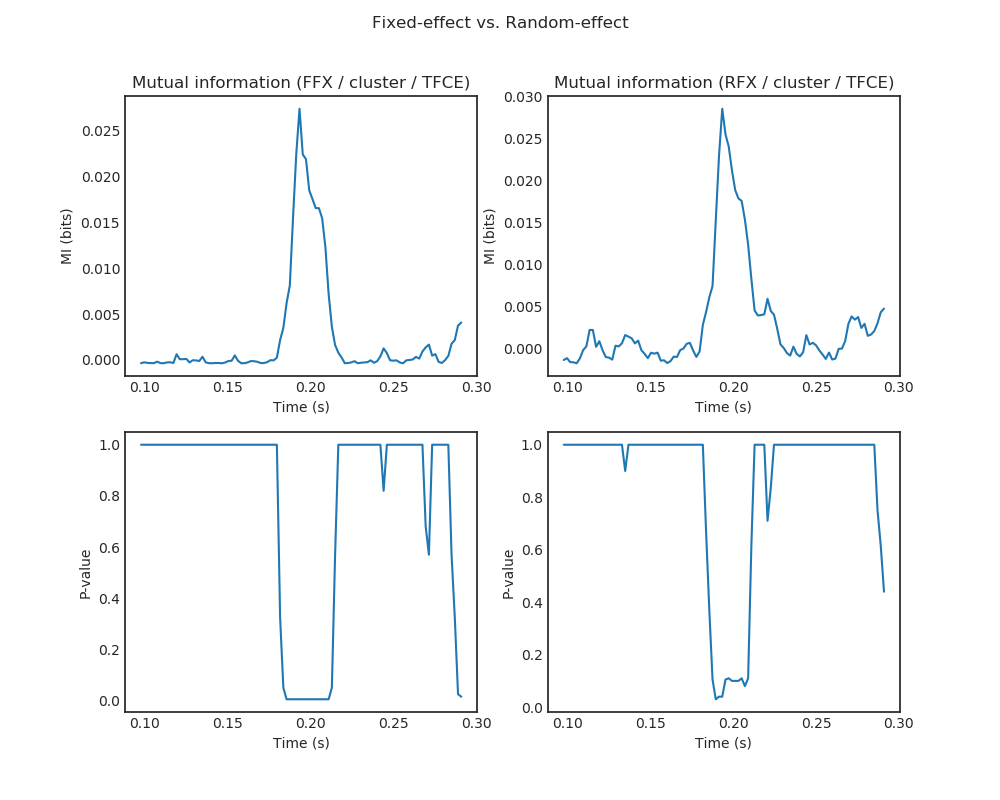 Fixed-effect vs. Random-effect
Mutual information (FFX / cluster / TFCE)
MI (bits)
0.025
0.020
0.015
0.010
0.005
0.000
0.10 0.15 0.20 0.25 0.30
Time (s)
Mutual information (RFX / cluster / TFCE)
MI (bits)
0.030
0.025
0.020
0.015
0.010
0.005
0.000
0.10 0.15 0.20 0.25 0.30
Time (s)
P-value
1.0
0.8
0.6
0.4
0.2
0.0
0.10 0.15 0.20 0.25 0.30
Time (s)
P-value
1.0
0.8
0.6
0.4
0.2
0.0
0.10 0.15 0.20 0.25 0.30
Time (s)